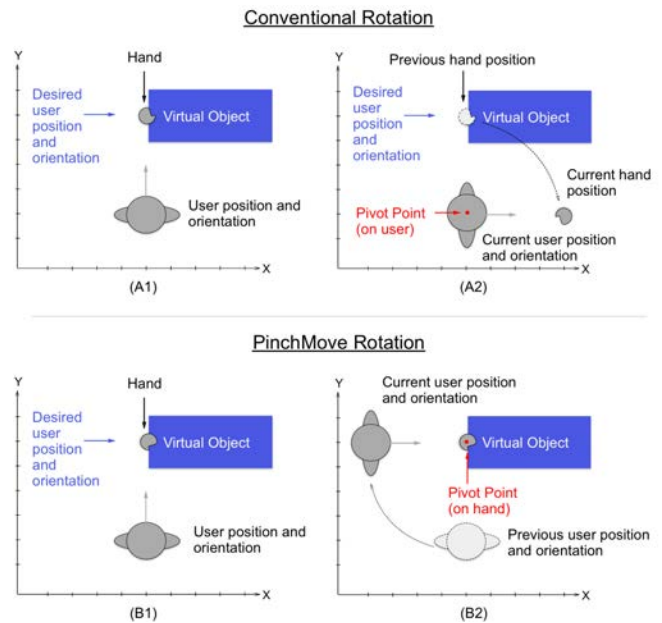 Conventional Rotation
Y
Hand
Desired
user
position
and
orientation
Virtual Object
User position and
orientation
X
(A1)
Y
Previous hand position
Desired
user
position
and
orientation
Virtual Object
Current hand
position
Pivot Point
(on user)
Current user position
and orientation
X
(A2)
PinchMove Rotation
Y
Hand
Desired
user
position
and
orientation
Virtual Object
User position and
orientation
X
(B1)
Y
Current user position
and orientation
Virtual Object
Pivot Point
(on hand)
Previous user position
and orientation
X
(B2)